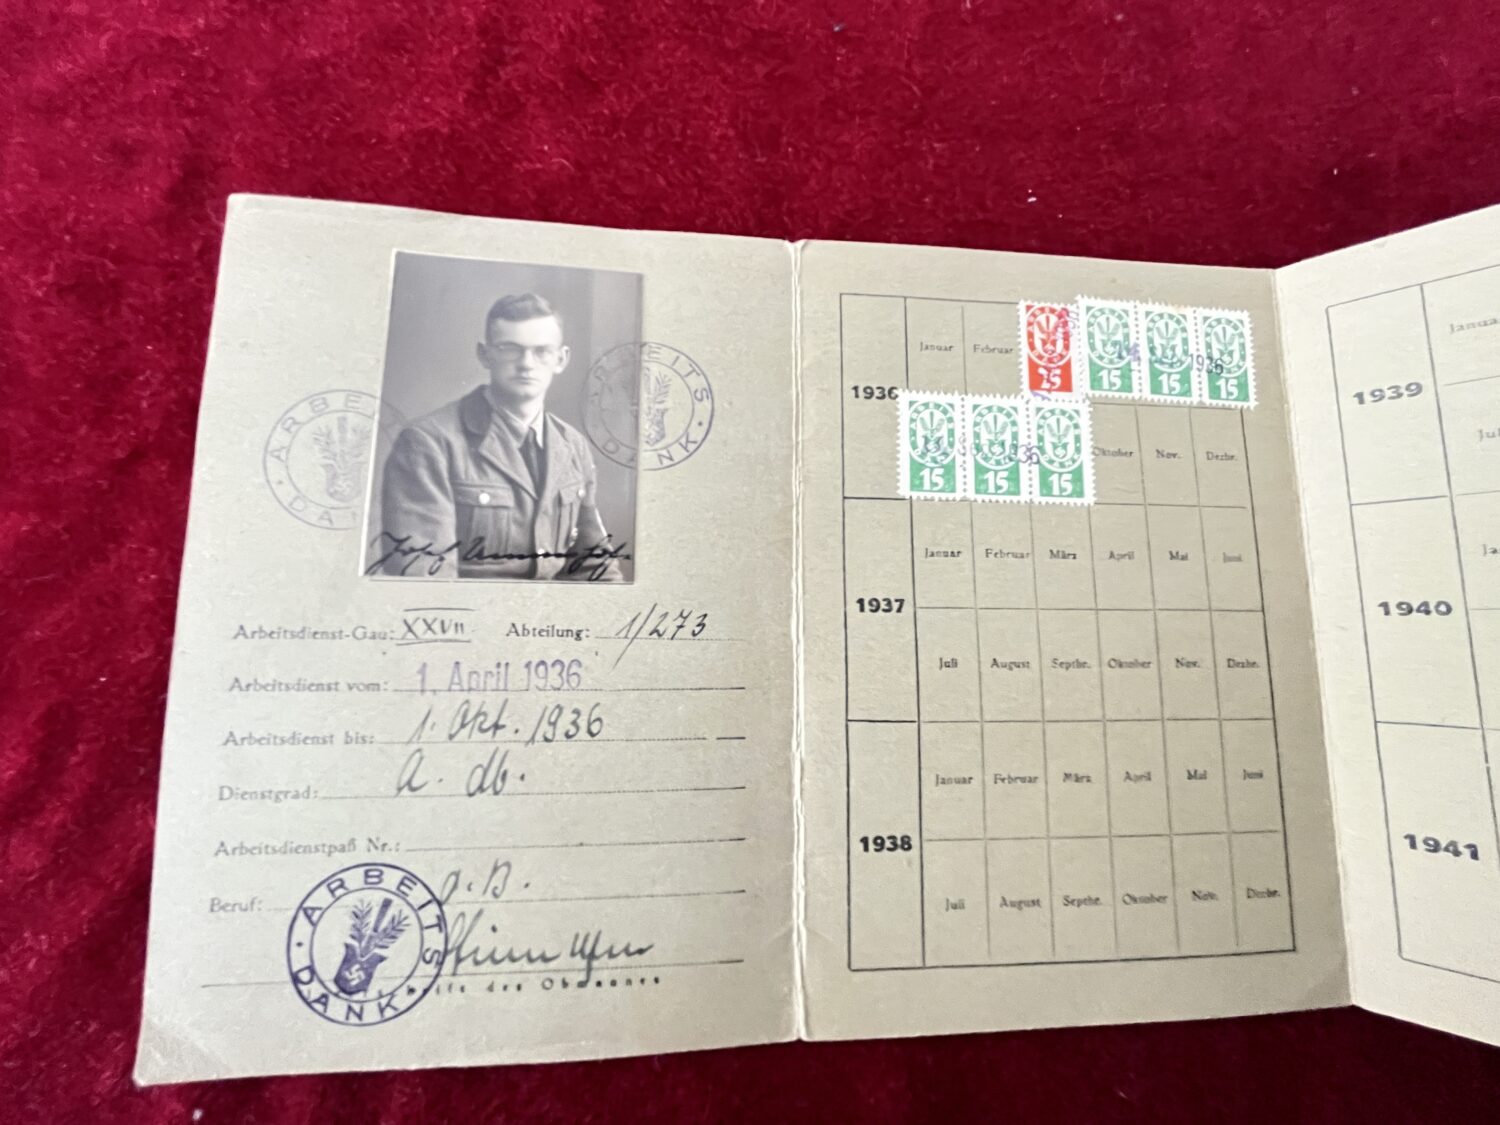 ARBEITS DANK
ARBEITS DANK
Josef
Arbeitsdienst-Gau: XXVII Abteilung: 1/273
Arbeitsdienst vom: 1. April 1936
Arbeitsdienst bis: 1. Okt. 1936
Dienstgrad:
Arbeitsdienstpaß Nr.:
Beruf:
ARBEITS DANK
des Obmannes
1936
Januar Februar
25 15 15 15
1936
15 15 15
1936
Oktober Nov. Dezbr.
1937
Januar Februar März April Mai Juni
Juli August Septbr. Oktober Nov. Dezbr.
1938
Januar Februar März April Mai Juni
Juli August Septbr. Oktober Nov. Dezbr.
1939
1940
1941